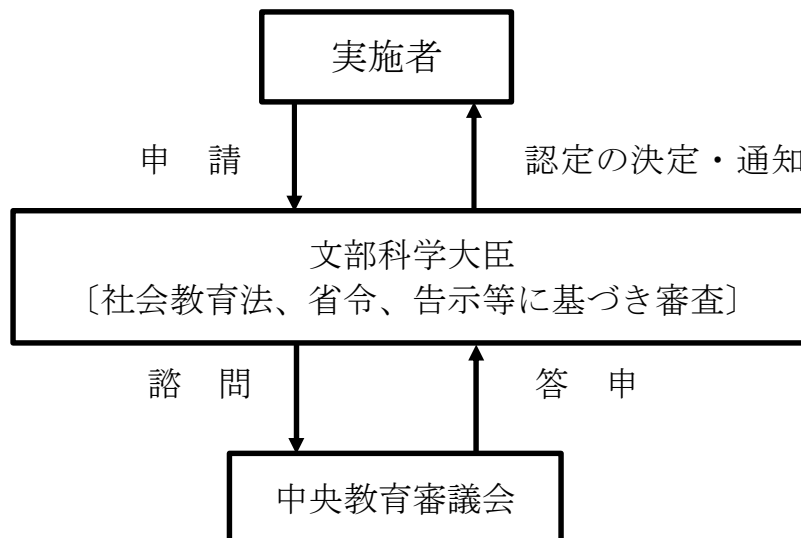 実施者
申　請
認定の決定・通知
文部科学大臣
〔社会教育法、省令、告示等に基づき審査〕
諮　問
答　申
中央教育審議会